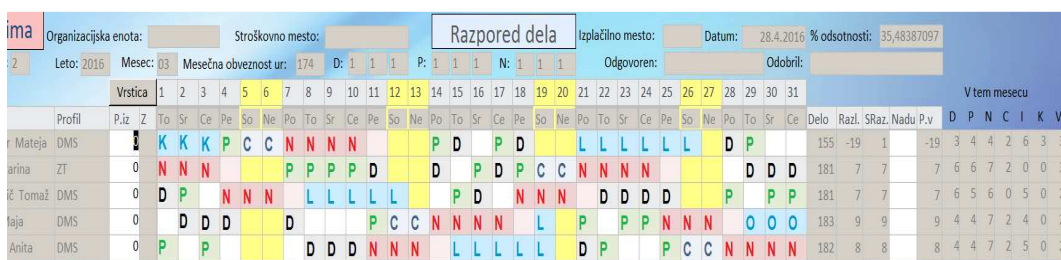 ima Organizacijska enota: Stroškovno mesto: Razpored dela Izplačilno mesto: Datum: 28.4.2016 % odsotnosti: 35,48387097
: 2 Leto: 2016 Mesec: 03 Mesečna obveznost ur: 174 D: 1 1 1 P: 1 1 1 N: 1 1 1 Odgovoren: Odobril:
Vrstica 1 2 3 4 5 6 7 8 9 10 11 12 13 14 15 16 17 18 19 20 21 22 23 24 25 26 27 28 29 30 31 V tem mesecu
Profil P.iz Z To Sr Če Pe So Ne Po To Sr Če Pe So Ne Po To Sr Če Pe So Ne Po To Sr Če Pe So Ne Po To Sr Če Delo Razl. SRaz. Nadu P.v D P N C I K V
r Mateja DMS 0 K K K P C C N N N N P D P D L L L L L L D P 155 -19 1 -19 3 4 4 2 6 3
arina ZT 0 N N N P P P P D D P D P C C N N N N D D D 181 7 7 7 6 6 7 2 0 0
ič Tomaž DMS 0 D P N N N L L L L L P D N N N D D D D P P P 181 7 7 7 6 5 6 0 5 0
Maja DMS 0 D D D D P C C N N N N L P P P N N N O O O 183 9 9 9 4 4 7 2 4 0
Anita DMS 0 P P D D D N N N L L L L L D P P C C N N N N 182 8 8 8 4 4 7 2 5 0